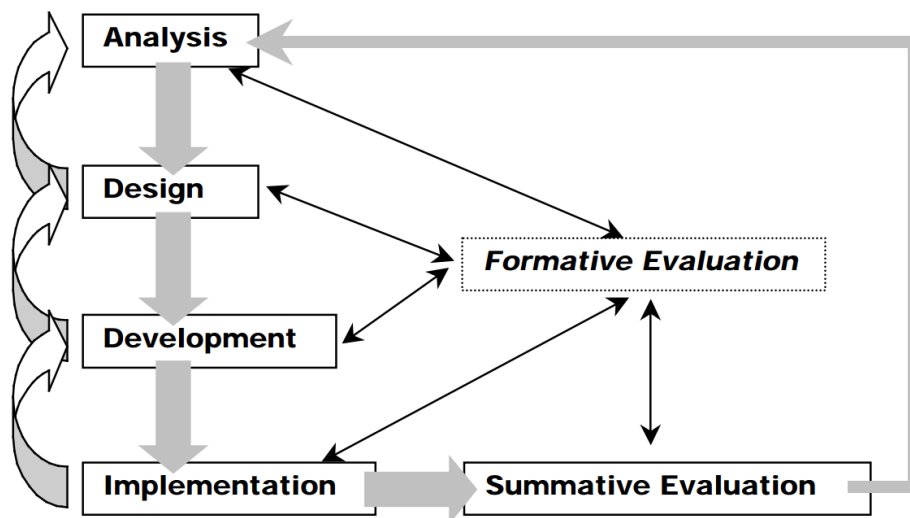 Analysis
Design
Formative Evaluation
Development
Implementation
Summative Evaluation